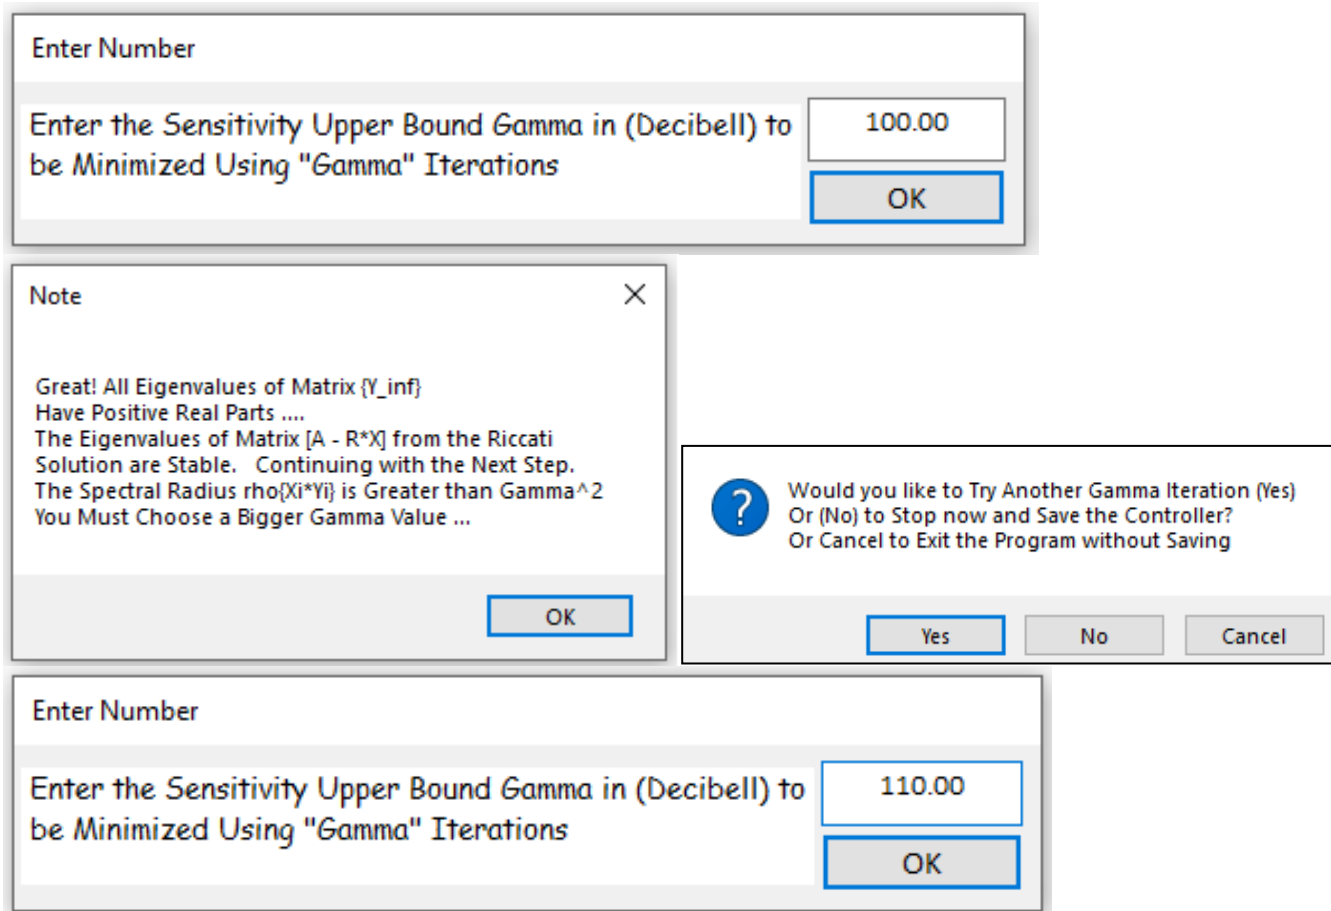 Enter Number
Enter the Sensitivity Upper Bound Gamma in (Decibell) to
be Minimized Using "Gamma" Iterations
100.00
OK
Note
Great! All Eigenvalues of Matrix {Y_inf}
Have Positive Real Parts ....
The Eigenvalues of Matrix [A - R*X] from the Riccati
Solution are Stable.   Continuing with the Next Step.
The Spectral Radius rho{Xi*Yi} is Greater than Gamma^2
You Must Choose a Bigger Gamma Value ...
OK
?
Would you like to Try Another Gamma Iteration (Yes)
Or (No) to Stop now and Save the Controller?
Or Cancel to Exit the Program without Saving
Yes
No
Cancel
Enter Number
Enter the Sensitivity Upper Bound Gamma in (Decibell) to
be Minimized Using "Gamma" Iterations
110.00
OK